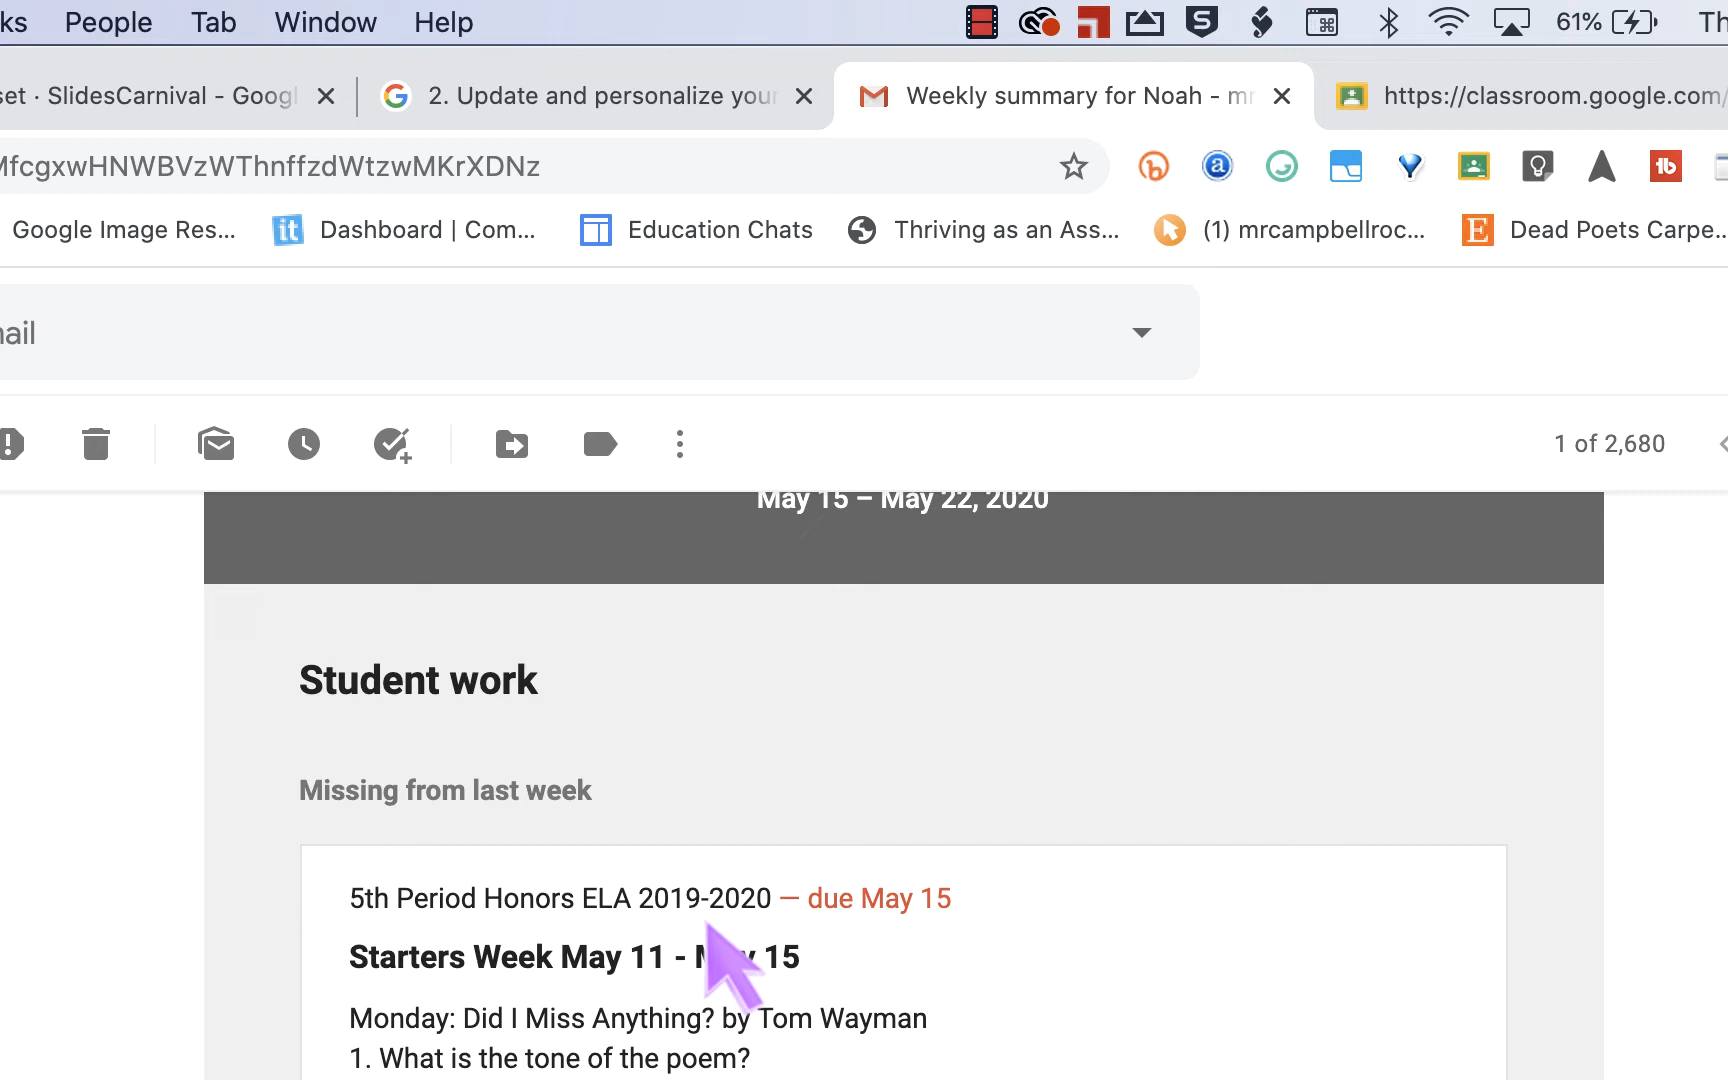 ks People Tab Window Help 61% Th
set · SlidesCarnival - Googl 2. Update and personalize your Weekly summary for Noah - mr https://classroom.google.com/
MfcgxwHNWBVzWThnffzdWtzwMKrXDNz
Google Image Res... Dashboard | Com... Education Chats Thriving as an Ass... (1) mrcampbellroc... Dead Poets Carpe...
mail
1 of 2,680
May 15 – May 22, 2020
Student work
Missing from last week
5th Period Honors ELA 2019-2020 — due May 15
Starters Week May 11 - May 15
Monday: Did I Miss Anything? by Tom Wayman
1. What is the tone of the poem?